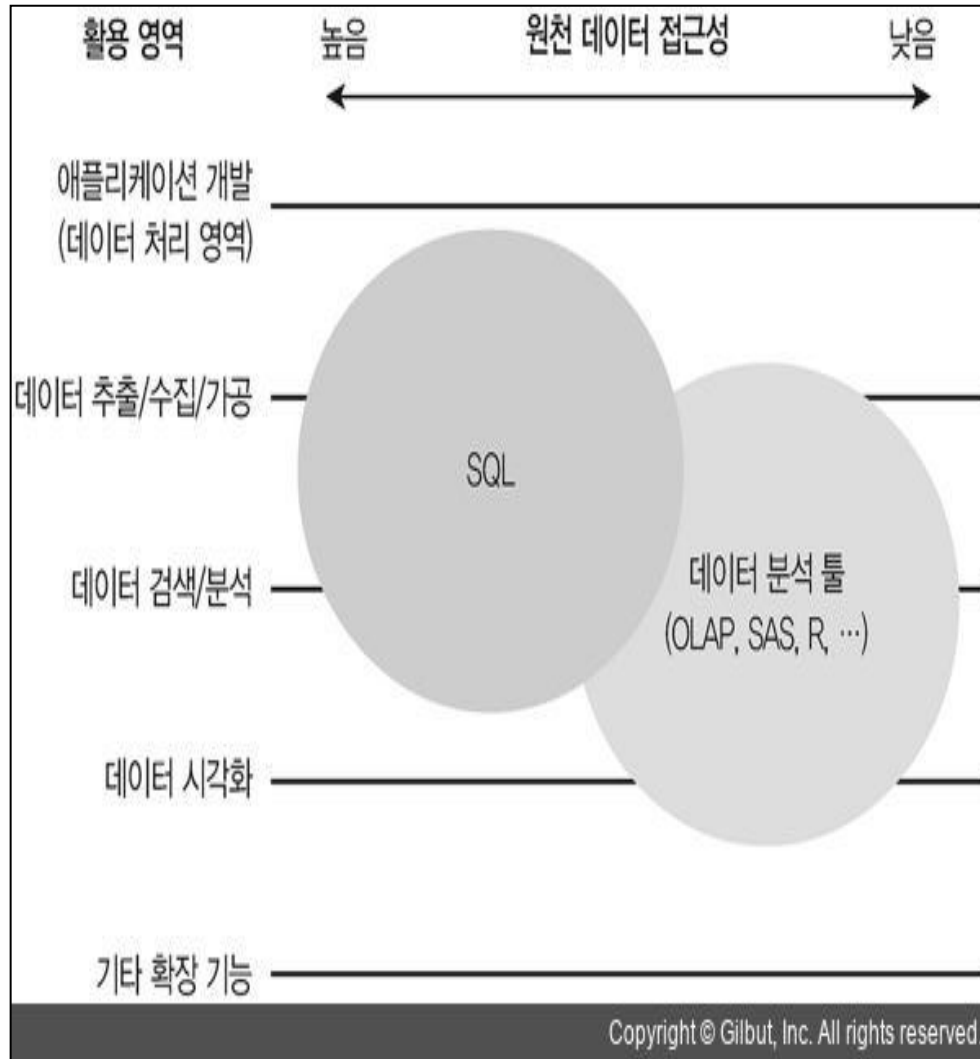 활용 영역
높음
원천 데이터 접근성
낮음
애플리케이션 개발
(데이터 처리 영역)
데이터 추출/수집/가공
SQL
데이터 검색/분석
데이터 분석 툴
(OLAP, SAS, R, …)
데이터 시각화
기타 확장 기능
Copyright © Gilbut, Inc. All rights reserved